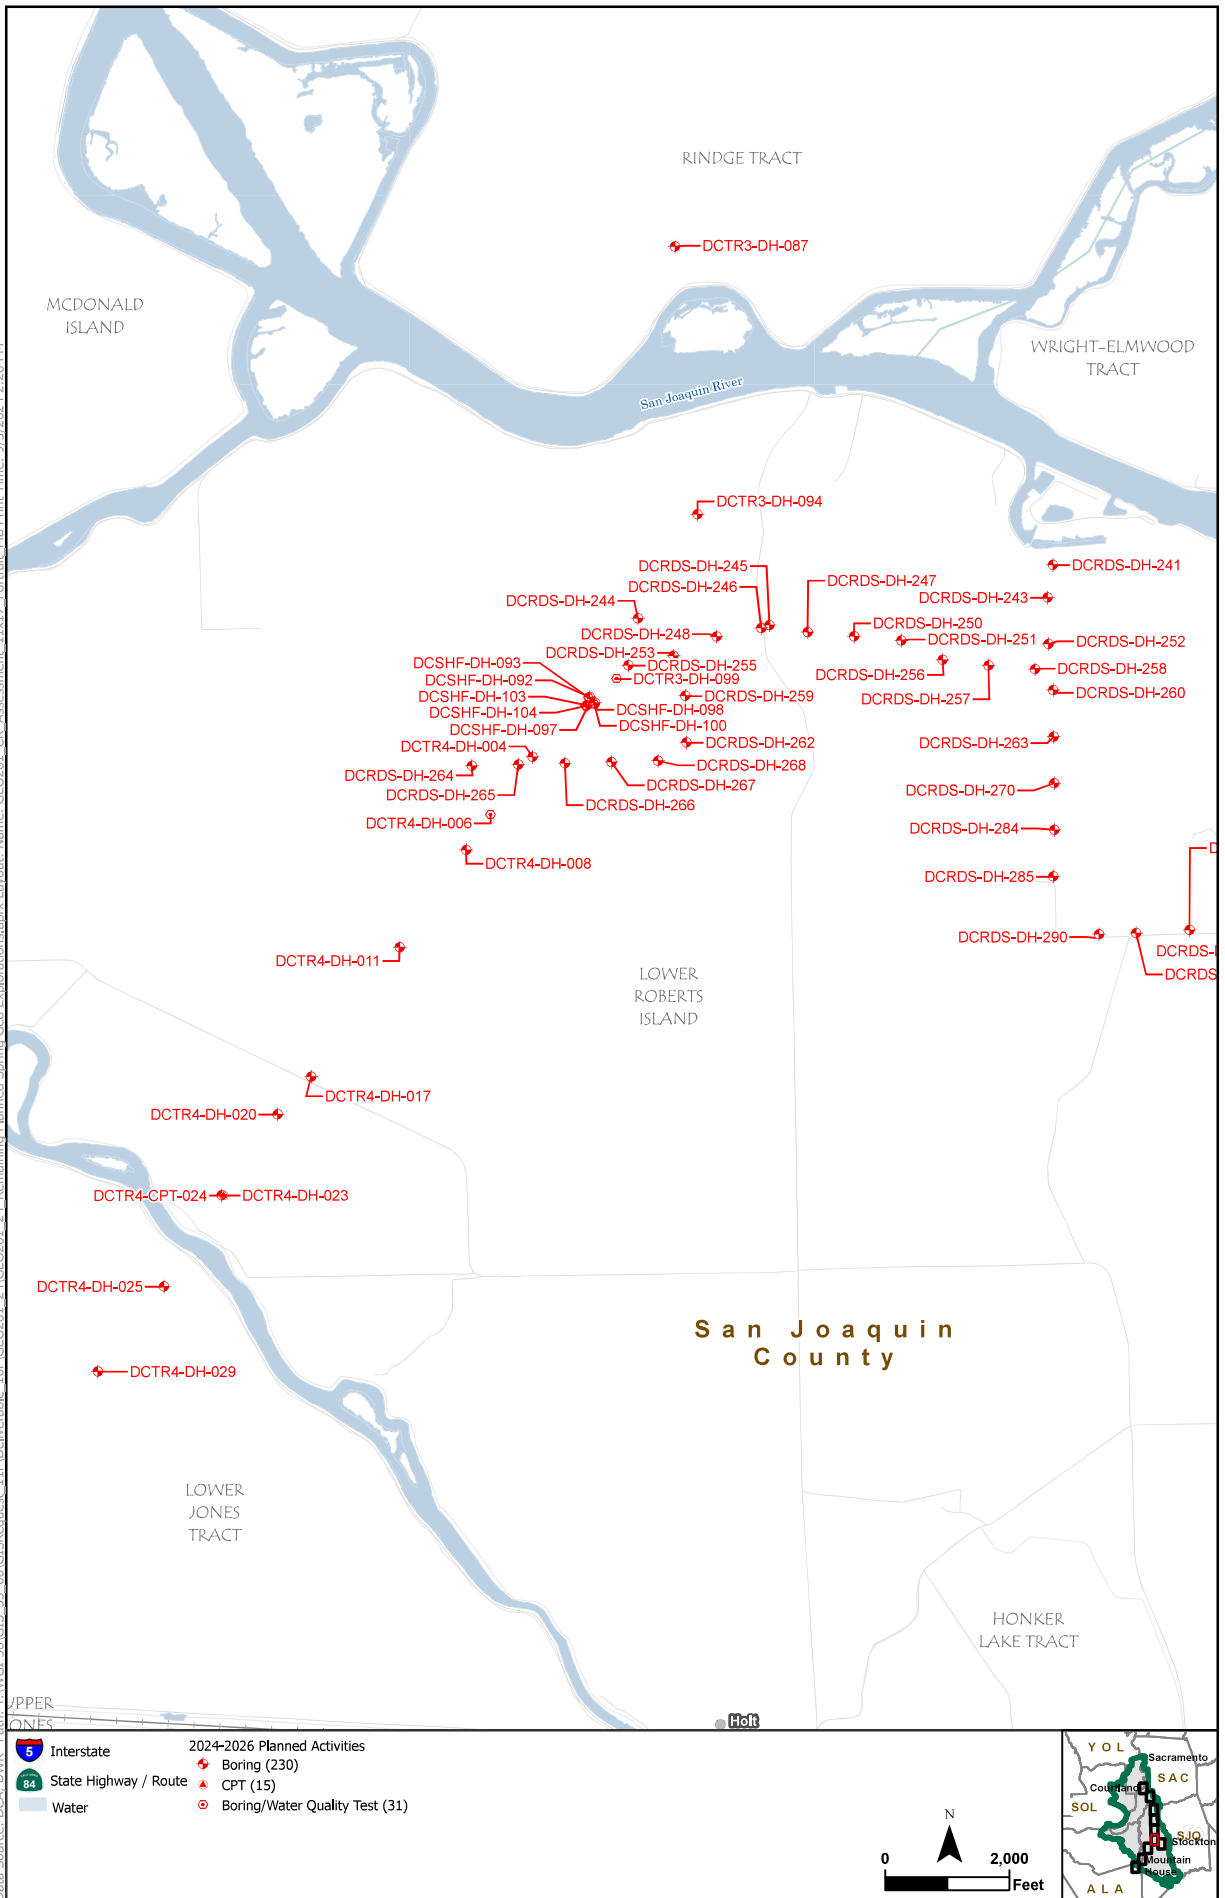 RINDGE TRACT
DCTR3-DH-087
MCDONALD
ISLAND
WRIGHT-ELMWOOD
TRACT
San Joaquin River
DCTR3-DH-094
DCRDS-DH-245
DCRDS-DH-241
DCRDS-DH-246
DCRDS-DH-247
DCRDS-DH-244
DCRDS-DH-243
DCRDS-DH-250
DCRDS-DH-248
DCRDS-DH-251
DCRDS-DH-252
DCRDS-DH-253
DCSHF-DH-093
DCRDS-DH-255
DCRDS-DH-256
DCRDS-DH-258
DCSHF-DH-092
DCTR3-DH-099
DCSHF-DH-103
DCRDS-DH-259
DCRDS-DH-257
DCRDS-DH-260
DCSHF-DH-104
DCSHF-DH-098
DCSHF-DH-097
DCSHF-DH-100
DCTR4-DH-004
DCRDS-DH-262
DCRDS-DH-263
DCRDS-DH-264
DCRDS-DH-268
DCRDS-DH-265
DCRDS-DH-267
DCRDS-DH-266
DCRDS-DH-270
DCTR4-DH-006
DCRDS-DH-284
DCTR4-DH-008
DCRDS-DH-285
DCRDS-DH-290
DCRDS-
DCRDS
DCTR4-DH-011
LOWER
ROBERTS
ISLAND
DCTR4-DH-017
DCTR4-DH-020
DCTR4-CPT-024
DCTR4-DH-023
DCTR4-DH-025
San Joaquin
County
DCTR4-DH-029
LOWER
JONES
TRACT
HONKER
LAKE TRACT
UPPER
JONES
Holt
5 Interstate
84 State Highway / Route
Water
2024-2026 Planned Activities
Boring (230)
CPT (15)
Boring/Water Quality Test (31)
N
0 2,000
Feet
YOL
Sacramento
SAC
Courtland
SOL
SJO
Stockton
Mountain
House
ALA